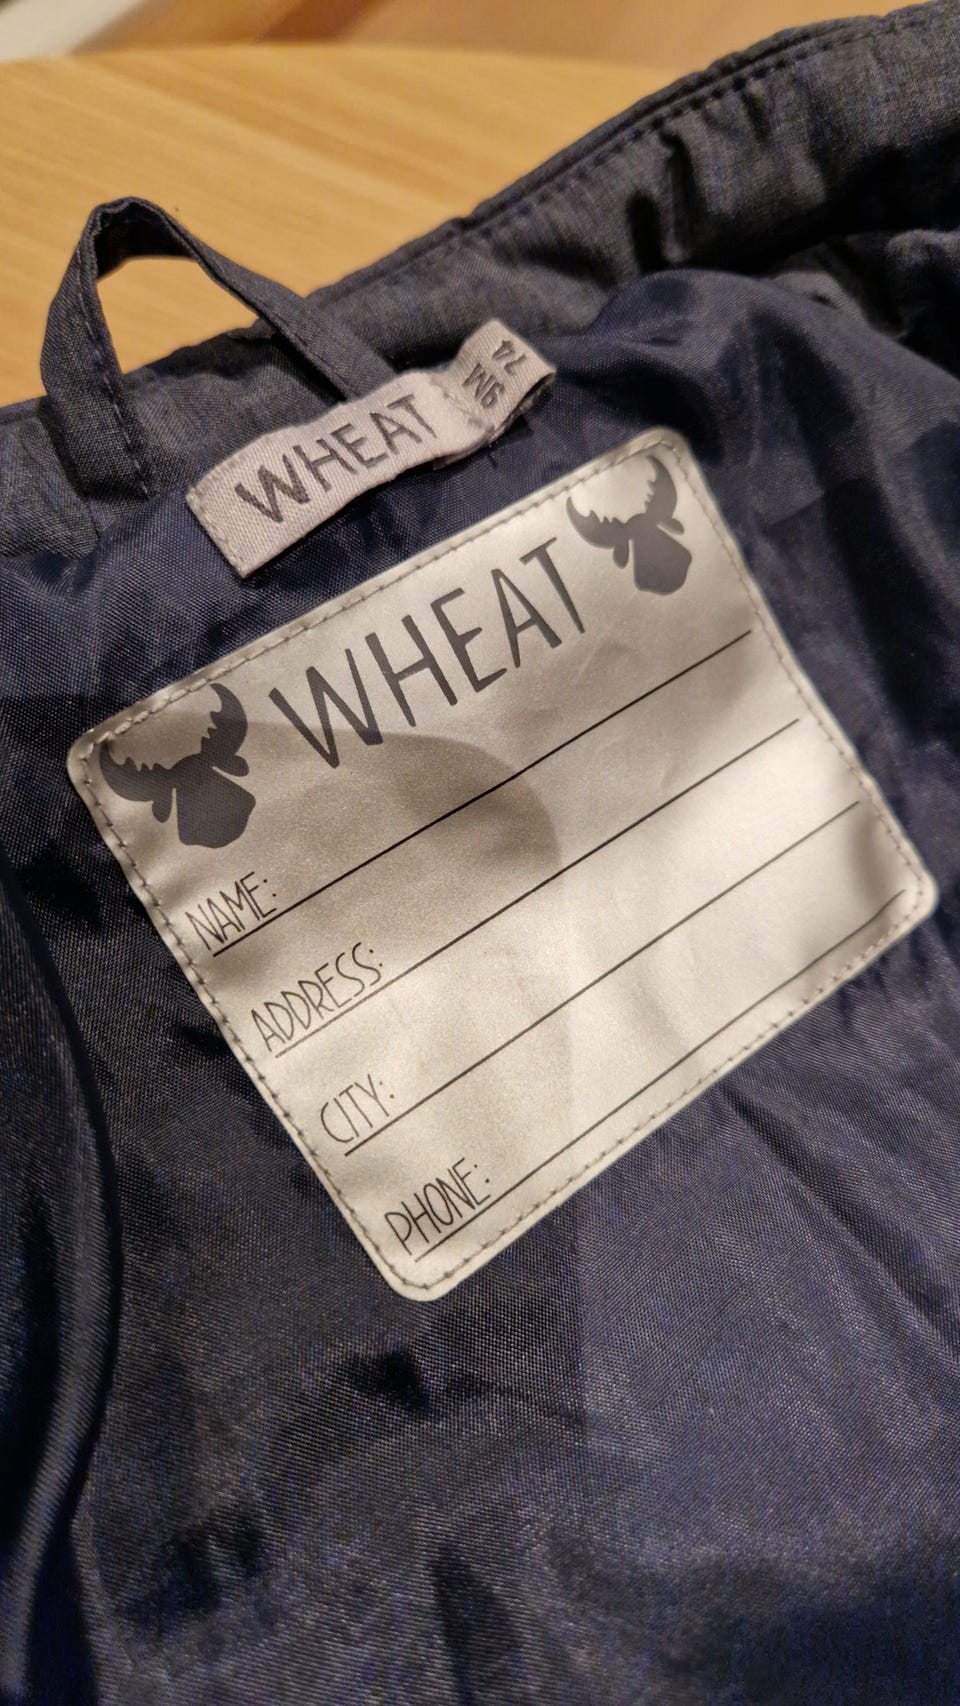 WHEAT
74
9M
WHEAT
NAME:
ADDRESS:
CITY:
PHONE: